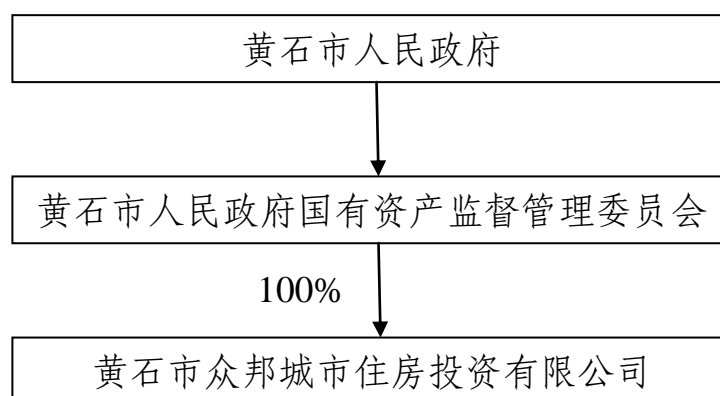 黄石市人民政府
黄石市人民政府国有资产监督管理委员会
100%
黄石市众邦城市住房投资有限公司